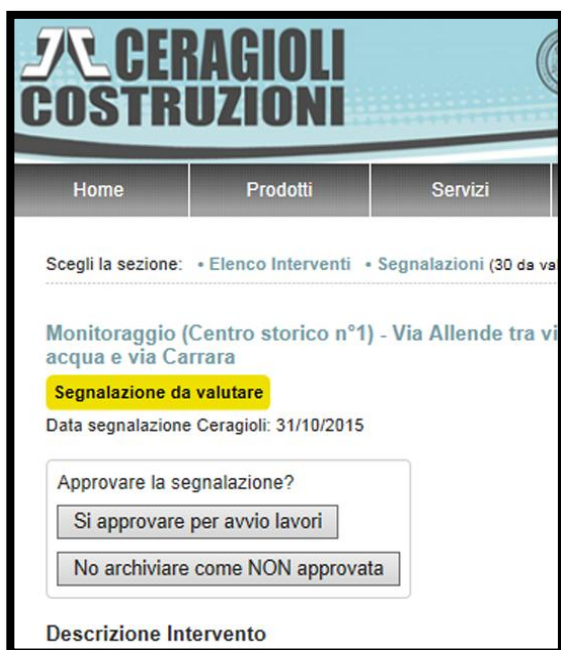 CERAGIOLI
COSTRUZIONI
Home Prodotti Servizi
Scegli la sezione: • Elenco Interventi • Segnalazioni (30 da
Monitoraggio (Centro storico n°1) - Via Allende tra
acqua e via Carrara
Segnalazione da valutare
Data segnalazione Ceragioli: 31/10/2015
Approvare la segnalazione?
Si approvare per avvio lavori
No archiviare come NON approvata
Descrizione Intervento